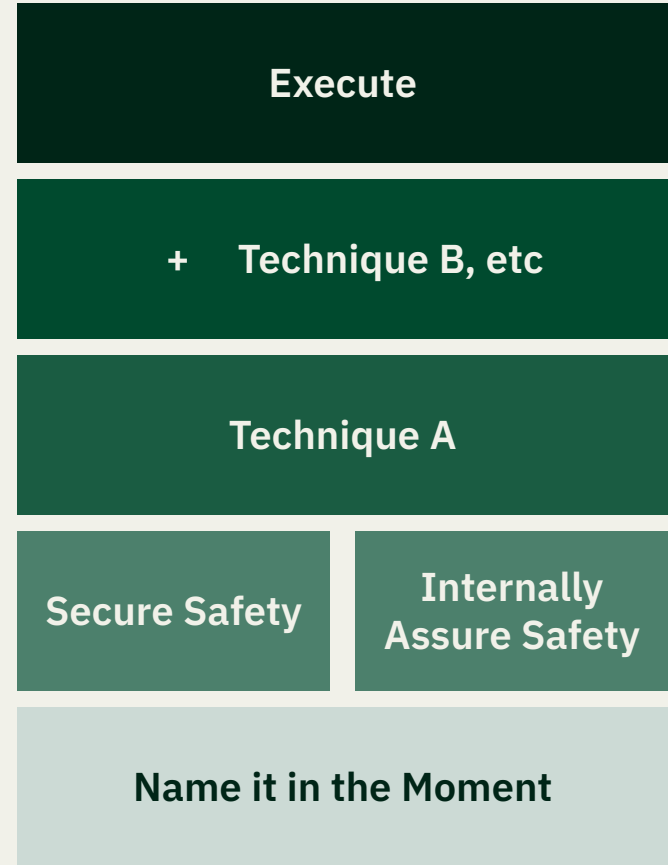 Execute
+ Technique B, etc
Technique A
Secure Safety
Internally
Assure Safety
Name it in the Moment